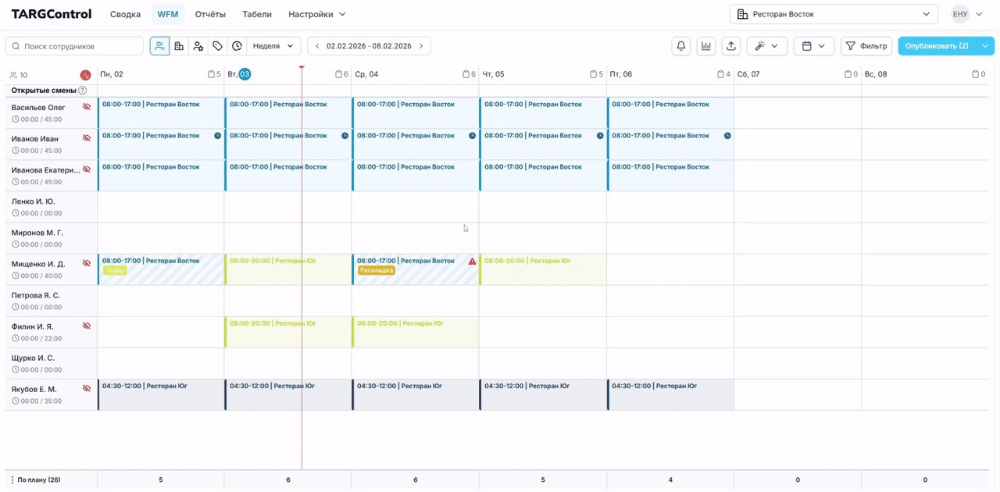 TARGControl Сводка WFM Отчёты Табели Настройки Ресторан Восток ЕНУ
Поиск сотрудников Неделя 02.02.2026 - 08.02.2026 Фильтр Опубликовать (2)
10 Пн, 02 5 Вт, 03 6 Ср, 04 6 Чт, 05 5 Пт, 06 4 Сб, 07 0 Вс, 08 0
Открытые смены ?
Васильев Олег 08:00-17:00 | Ресторан Восток 08:00-17:00 | Ресторан Восток 08:00-17:00 | Ресторан Восток 08:00-17:00 | Ресторан Восток 08:00-17:00 | Ресторан Восток
00:00 / 45:00
Иванов Иван 08:00-17:00 | Ресторан Восток 08:00-17:00 | Ресторан Восток 08:00-17:00 | Ресторан Восток 08:00-17:00 | Ресторан Восток 08:00-17:00 | Ресторан Восток
00:00 / 45:00
Иванова Екатери... 08:00-17:00 | Ресторан Восток 08:00-17:00 | Ресторан Восток 08:00-17:00 | Ресторан Восток 08:00-17:00 | Ресторан Восток 08:00-17:00 | Ресторан Восток
00:00 / 45:00
Ленко И. Ю.
00:00 / 00:00
Миронов М. Г.
00:00 / 00:00
Мищенко И. Д. 08:00-17:00 | Ресторан Восток 08:00-20:00 | Ресторан Юг 08:00-17:00 | Ресторан Восток 08:00-20:00 | Ресторан Юг
00:00 / 40:00 Раскладка
Петрова Я. С.
00:00 / 00:00
Филин И. Я. 08:00-20:00 | Ресторан Юг 08:00-20:00 | Ресторан Юг
00:00 / 22:00
Щурко И. С.
00:00 / 00:00
Якубов Е. М. 04:30-12:00 | Ресторан Юг 04:30-12:00 | Ресторан Юг 04:30-12:00 | Ресторан Юг 04:30-12:00 | Ресторан Юг 04:30-12:00 | Ресторан Юг
00:00 / 35:00
По плану (26) 5 6 6 5 4 0 0